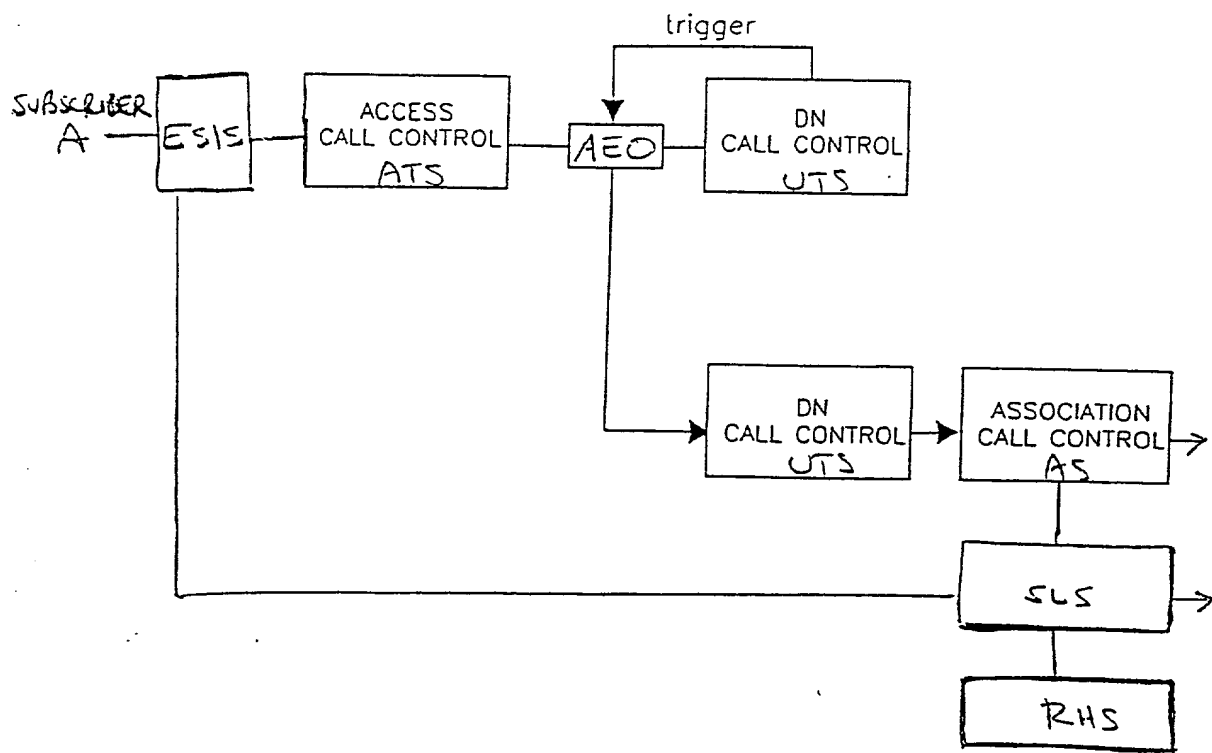 trigger
SUBSCRIBER
A
ESIS
ACCESS
CALL CONTROL
ATS
AEO
DN
CALL CONTROL
UTS
DN
CALL CONTROL
UTS
ASSOCIATION
CALL CONTROL
AS
SLS
RHS